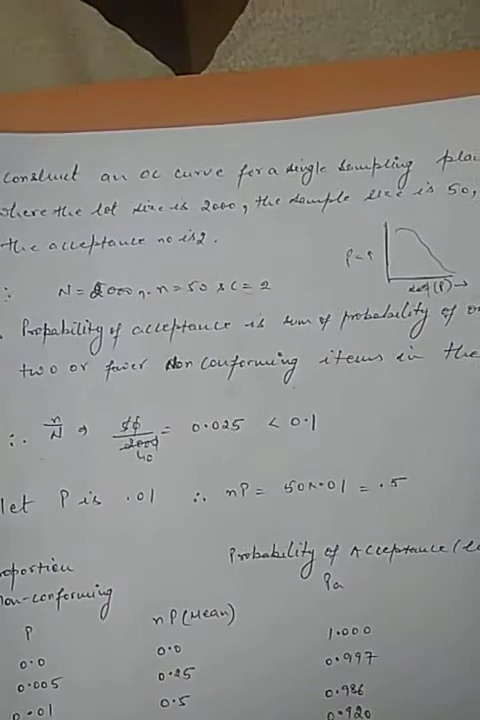 Construct an OC curve for a single sampling plan
where the lot size is 2000, the sample size is 50,
the acceptance no is 2.
P=
(P) →
∴ N = 2000, n = 50 & C = 2
Propability of acceptance is sum of probability of
two or fewer Non conforming items in the
∴ n/N ⇒ 50/2000 = 0.025 < 0.1
40
let P is .01 ∴ nP = 50×.01 = .5
Probability of Acceptance
Pa
non-conforming
P nP (Mean)
0.0 0.0 1.000
0.005 0.25 0.997
0.01 0.5 0.986
0.920